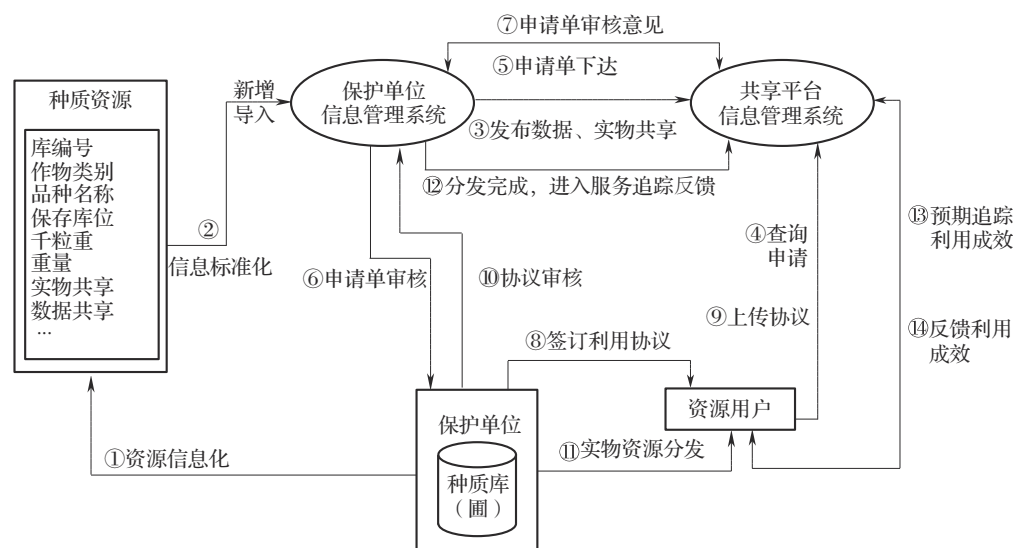 ⑦申请单审核意见
⑤申请单下达
种质资源
新增
导入
保护单位
信息管理系统
共享平台
信息管理系统
③发布数据、实物共享
库编号
作物类别
品种名称
保存库位
千粒重
重量
实物共享
数据共享
...
②
信息标准化
⑫分发完成，进入服务追踪反馈
⑥申请单审核
⑩协议审核
④查询
申请
⑬预期追踪
利用成效
⑨上传协议
⑭反馈利用
成效
⑧签订利用协议
资源用户
保护单位
种质库
（圃）
①资源信息化
⑪实物资源分发